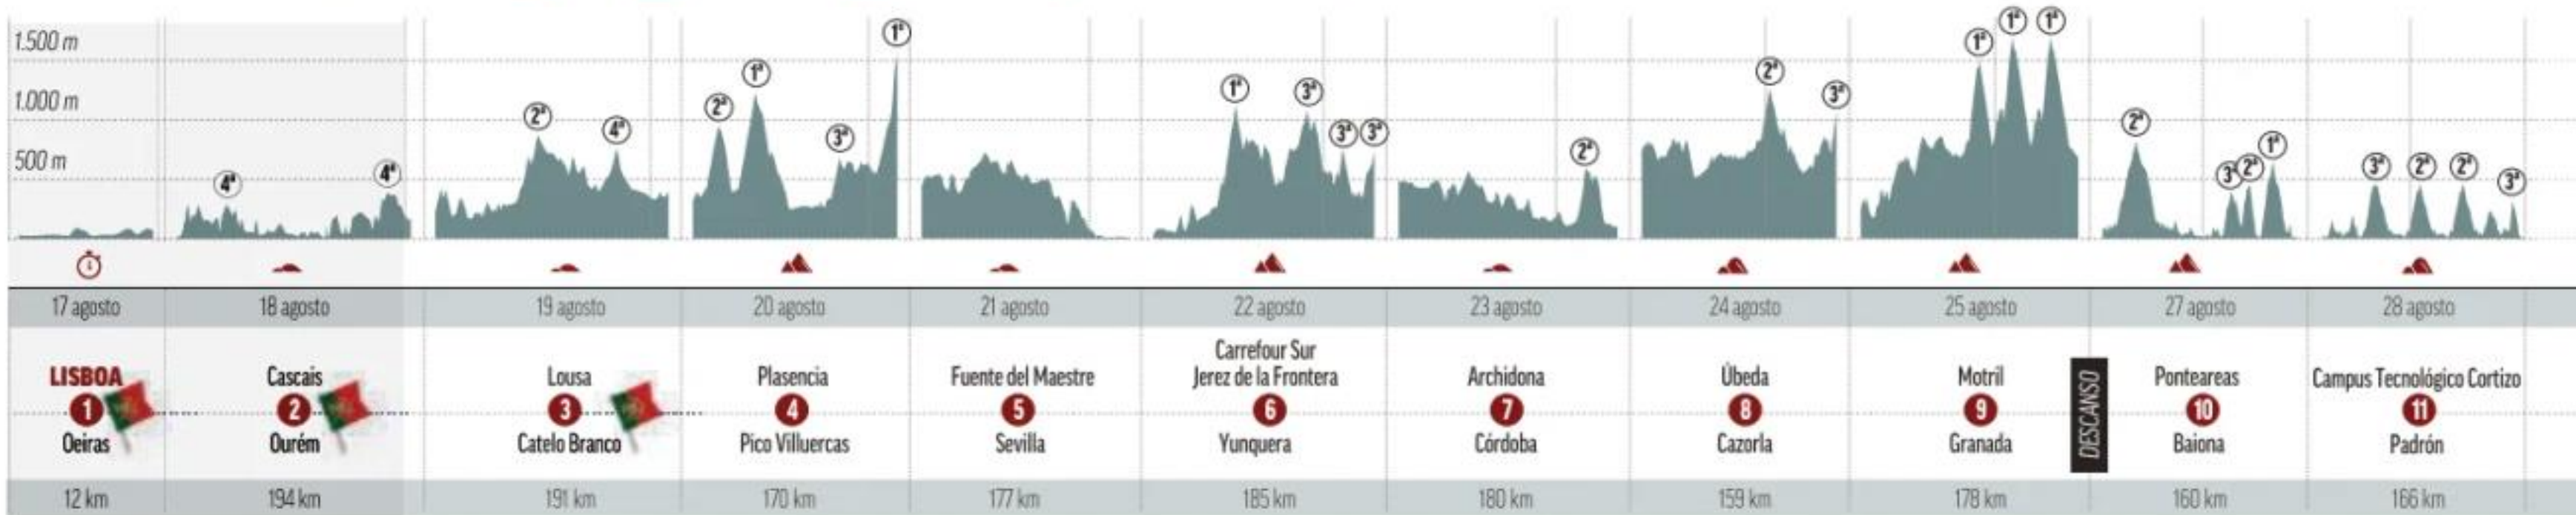 1.500 m
1.000 m
500 m
4ª 4ª
2ª 4ª
2ª 1ª 3ª 1ª
1ª 3ª 3ª 3ª
2ª
2ª 3ª
1ª 1ª 1ª
2ª 3ª 2ª 1ª
3ª 2ª 2ª 3ª
17 agosto
18 agosto
19 agosto
20 agosto
21 agosto
22 agosto
23 agosto
24 agosto
25 agosto
27 agosto
28 agosto
LISBOA
1
Oeiras
Cascais
2
Ourém
Lousa
3
Catelo Branco
Plasencia
4
Pico Villuercas
Fuente del Maestre
5
Sevilla
Carrefour Sur
Jerez de la Frontera
6
Yunquera
Archidona
7
Córdoba
Úbeda
8
Cazorla
Motril
9
Granada
DESCANSO
Ponteareas
10
Baiona
Campus Tecnológico Cortizo
11
Padrón
12 km
194 km
191 km
170 km
177 km
185 km
180 km
159 km
178 km
160 km
166 km